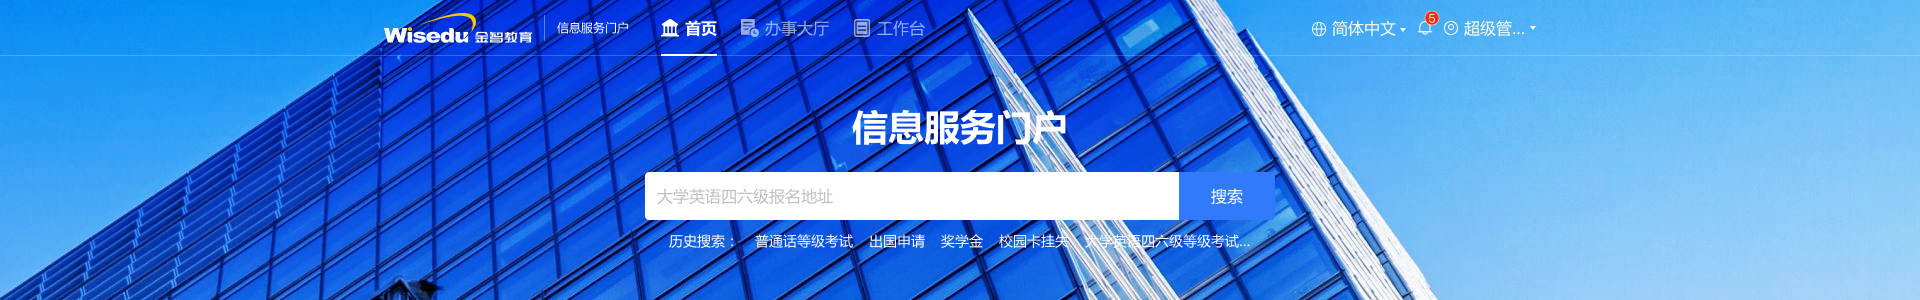 Wisedu 金智教育 信息服务门户 首页 办事大厅 工作台 简体中文 5 超级管...
信息服务门户
大学英语四六级报名地址 搜索
历史搜索： 普通话等级考试 出国申请 奖学金 校园卡挂失 大学英语四六级等级考试...